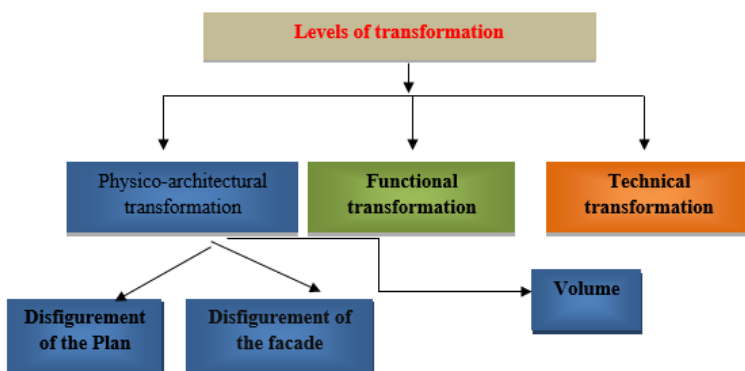 Levels of transformation
Physico-architectural
transformation
Functional
transformation
Technical
transformation
Disfigurement
of the Plan
Disfigurement of
the facade
Volume